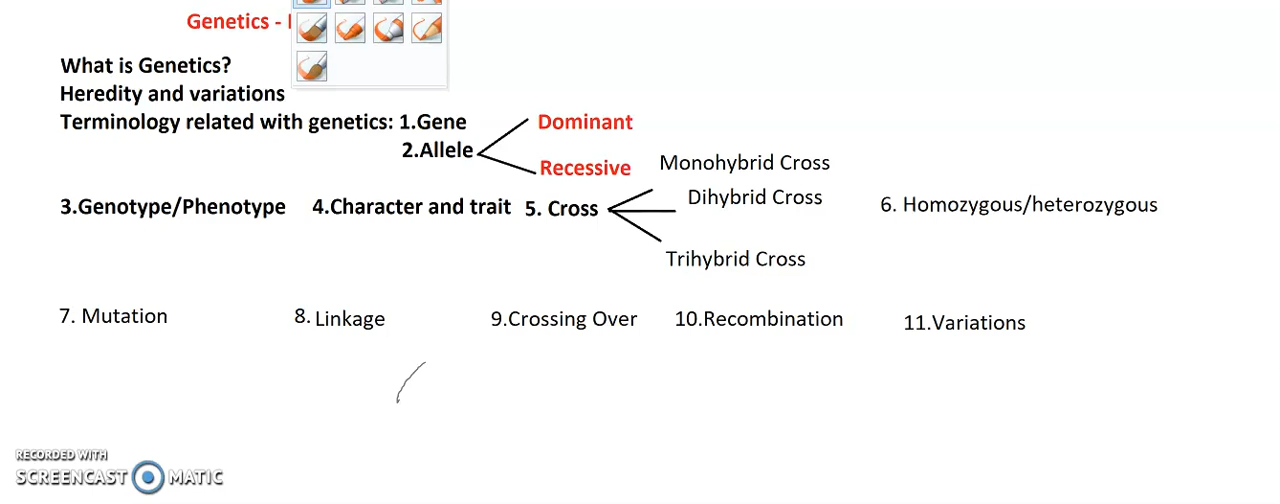 Genetics -
What is Genetics?
Heredity and variations
Terminology related with genetics: 1.Gene
Dominant
2.Allele
Recessive
Monohybrid Cross
Dihybrid Cross
3.Genotype/Phenotype 4.Character and trait 5. Cross
6. Homozygous/heterozygous
Trihybrid Cross
7. Mutation 8. Linkage 9.Crossing Over 10.Recombination 11.Variations
RECORDED WITH
SCREENCAST MATIC